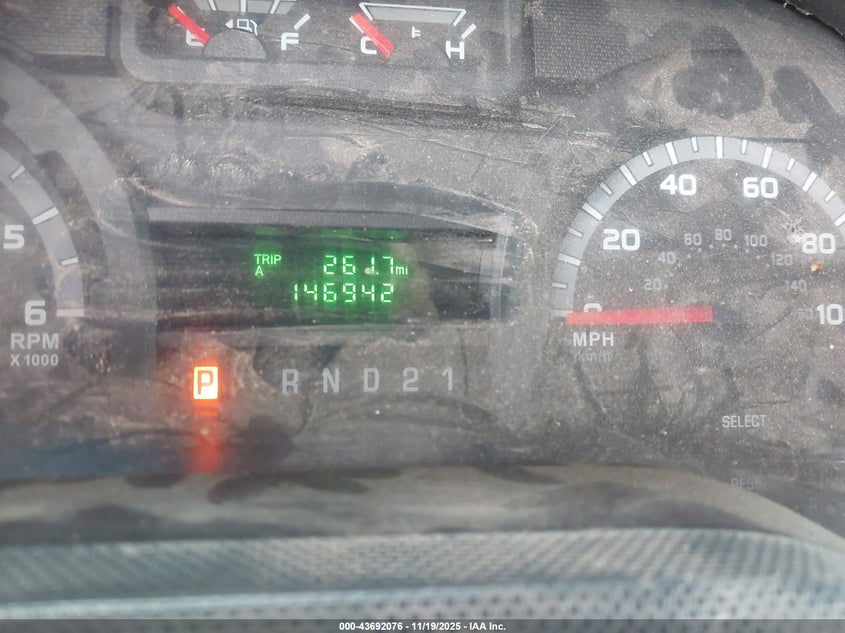 E F C H
TRIP A 261.7 mi
146942
5
6
RPM
X 1000
P R N D 2 1
20 40 60 80 10
20 40 60 80 100 120 140
0
MPH
km/h
SELECT
000-43692076 - 11/19/2025 - IAA Inc.